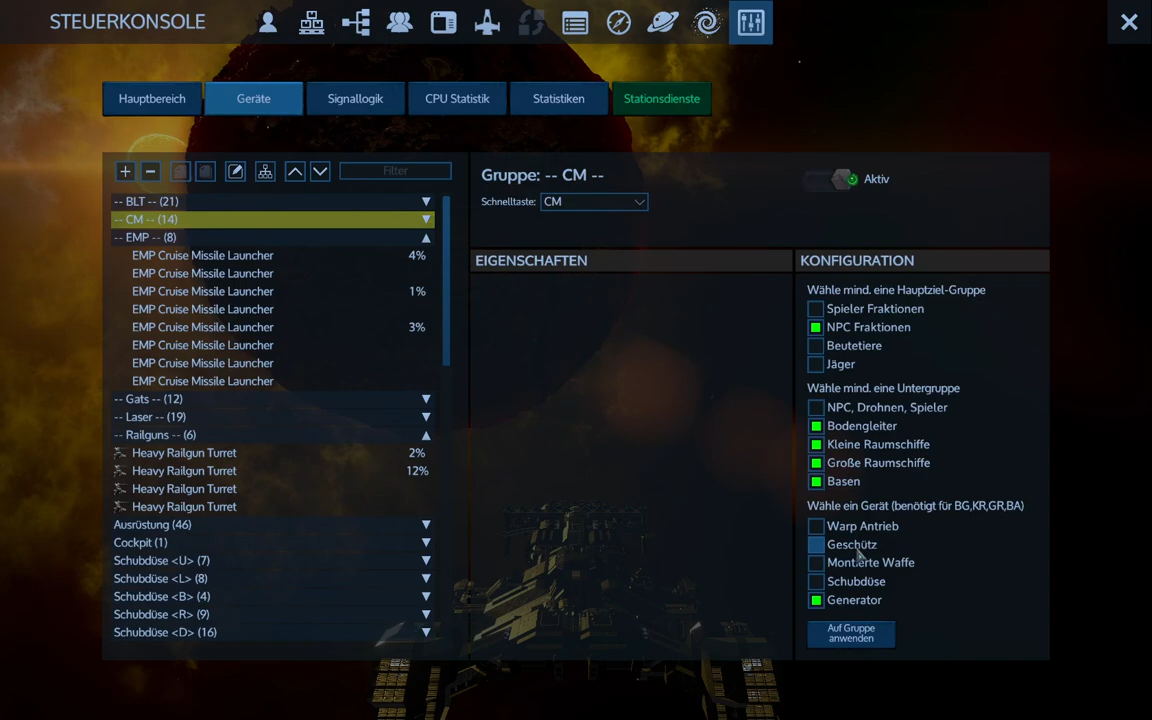 STEUERKONSOLE
Hauptbereich
Geräte
Signallogik
CPU Statistik
Statistiken
Stationsdienste
Filter
-- BLT -- (21)
-- CM -- (14)
-- EMP -- (8)
EMP Cruise Missile Launcher 4%
EMP Cruise Missile Launcher
EMP Cruise Missile Launcher 1%
EMP Cruise Missile Launcher
EMP Cruise Missile Launcher 3%
EMP Cruise Missile Launcher
EMP Cruise Missile Launcher
EMP Cruise Missile Launcher
-- Gats -- (12)
-- Laser -- (19)
-- Railguns -- (6)
Heavy Railgun Turret 2%
Heavy Railgun Turret 12%
Heavy Railgun Turret
Heavy Railgun Turret
Ausrüstung (46)
Cockpit (1)
Schubdüse <U> (7)
Schubdüse <L> (8)
Schubdüse <B> (4)
Schubdüse <R> (9)
Schubdüse <D> (16)
Gruppe: -- CM --
Aktiv
Schnelltaste: CM
EIGENSCHAFTEN
KONFIGURATION
Wähle mind. eine Hauptziel-Gruppe
Spieler Fraktionen
NPC Fraktionen
Beutetiere
Jäger
Wähle mind. eine Untergruppe
NPC, Drohnen, Spieler
Bodengleiter
Kleine Raumschiffe
Große Raumschiffe
Basen
Wähle ein Gerät (benötigt für BG,KR,GR,BA)
Warp Antrieb
Geschütz
Montierte Waffe
Schubdüse
Generator
Auf Gruppe
anwenden